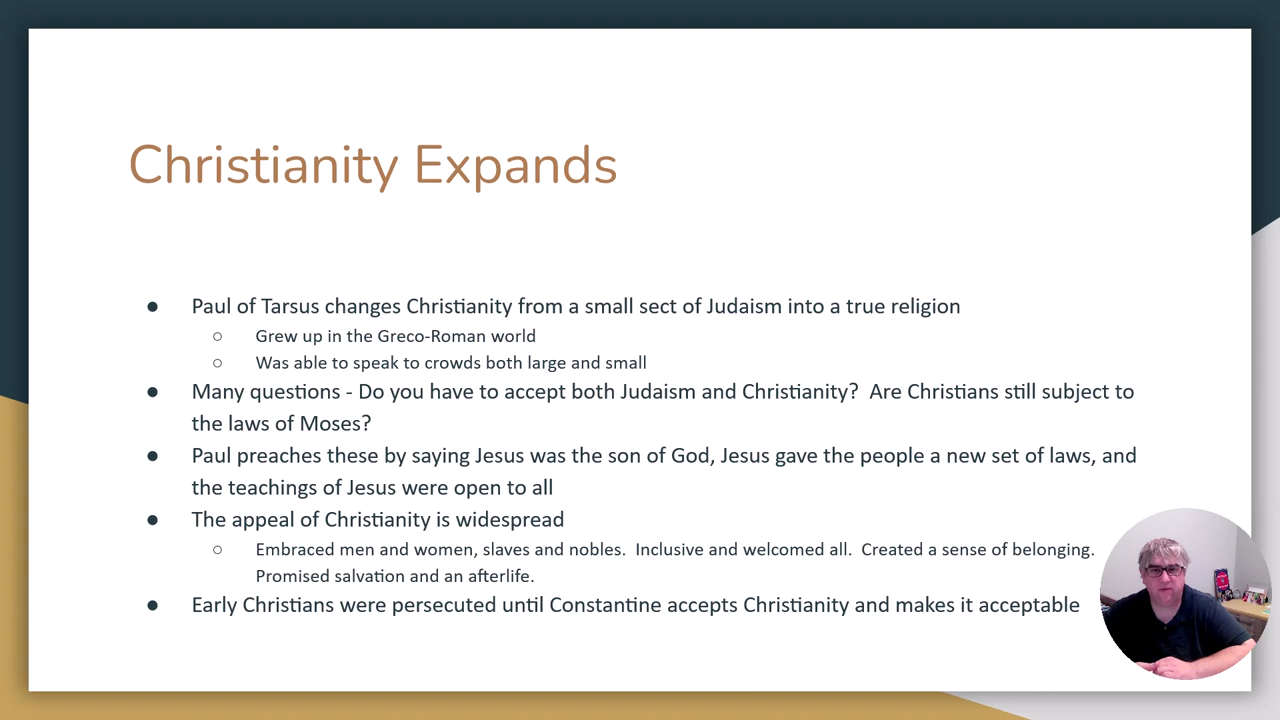 Christianity Expands
● Paul of Tarsus changes Christianity from a small sect of Judaism into a true religion
○ Grew up in the Greco-Roman world
○ Was able to speak to crowds both large and small
● Many questions - Do you have to accept both Judaism and Christianity?  Are Christians still subject to
the laws of Moses?
● Paul preaches these by saying Jesus was the son of God, Jesus gave the people a new set of laws, and
the teachings of Jesus were open to all
● The appeal of Christianity is widespread
○ Embraced men and women, slaves and nobles.  Inclusive and welcomed all.  Created a sense of belonging.
Promised salvation and an afterlife.
● Early Christians were persecuted until Constantine accepts Christianity and makes it acceptable